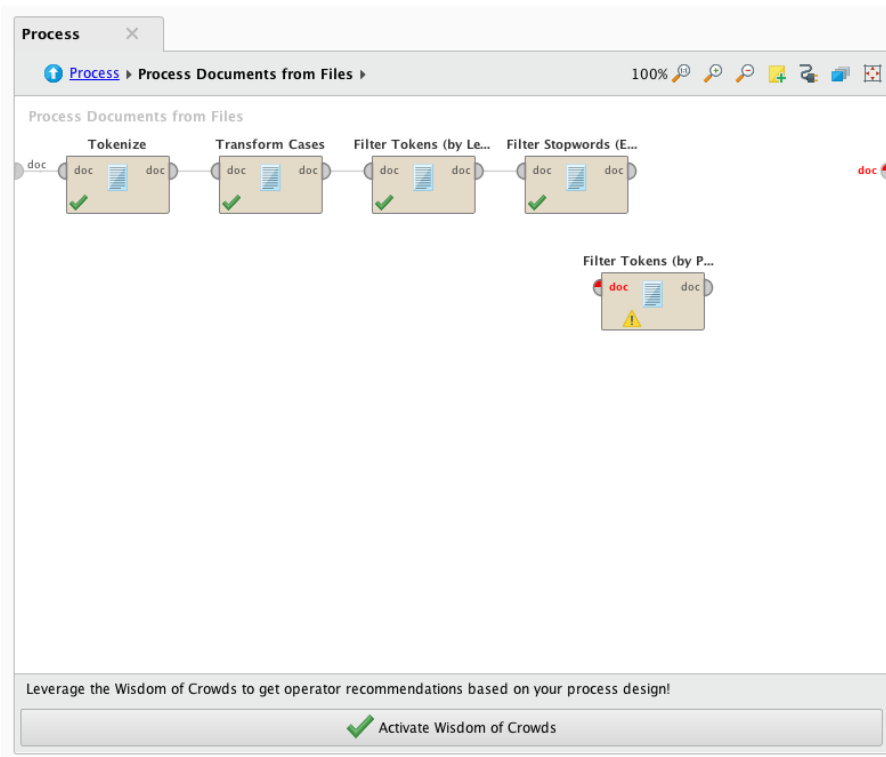 Process
Process Process Documents from Files
100%
Process Documents from Files
Tokenize Transform Cases Filter Tokens (by Le... Filter Stopwords (E...
doc doc doc doc doc doc doc doc doc doc
Filter Tokens (by P...
doc doc
Leverage the Wisdom of Crowds to get operator recommendations based on your process design!
Activate Wisdom of Crowds